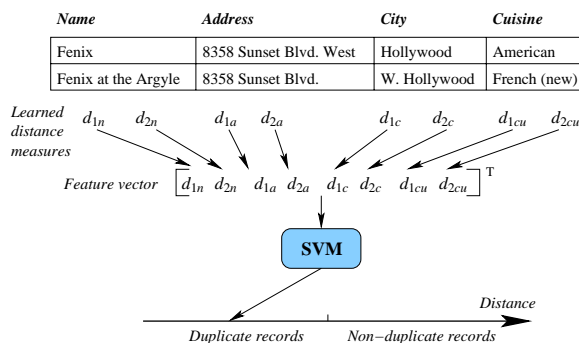 Name Address City Cuisine
Fenix 8358 Sunset Blvd. West Hollywood American
Fenix at the Argyle 8358 Sunset Blvd. W. Hollywood French (new)
Learned distance measures d1n d2n d1a d2a d1c d2c d1cu d2cu
Feature vector [d1n d2n d1a d2a d1c d2c d1cu d2cu]T
SVM
Distance
Duplicate records Non−duplicate records